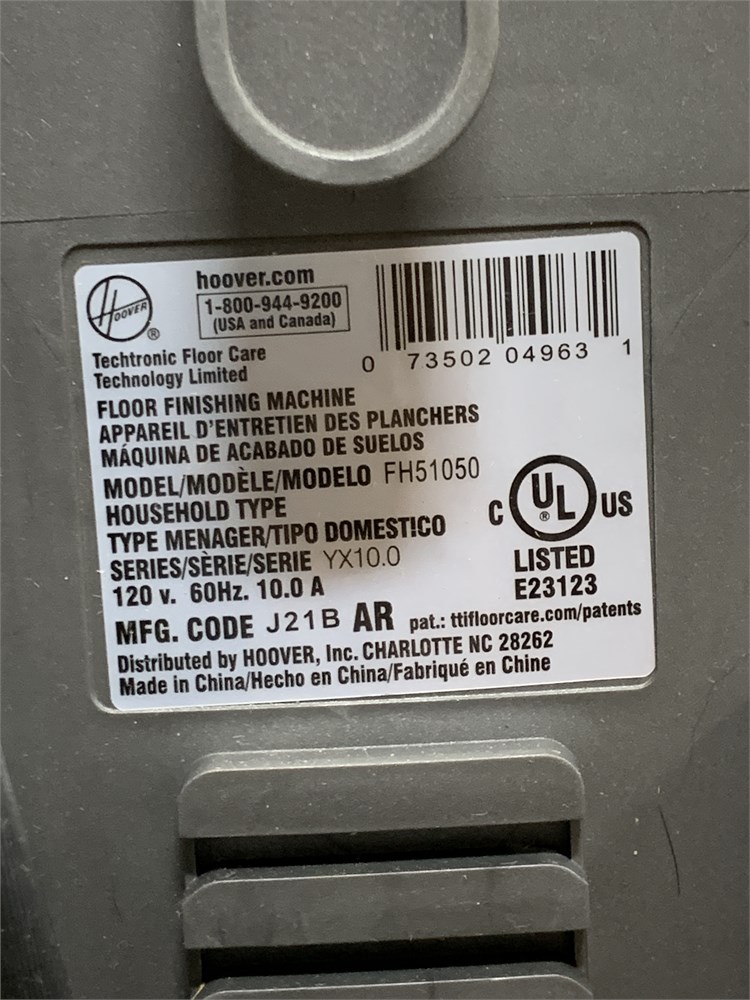 HOOVER ®
hoover.com
1-800-944-9200
(USA and Canada)
Techtronic Floor Care
Technology Limited
0 73502 04963 1
FLOOR FINISHING MACHINE
APPAREIL D'ENTRETIEN DES PLANCHERS
MÁQUINA DE ACABADO DE SUELOS
MODEL/MODÈLE/MODELO FH51050
HOUSEHOLD TYPE
TYPE MENAGER/TIPO DOMESTICO
SERIES/SÈRIE/SERIE YX10.0
120 v. 60Hz. 10.0 A
C UL ® US
LISTED
E23123
MFG. CODE J21B AR pat.: ttifloorcare.com/patents
Distributed by HOOVER, Inc. CHARLOTTE NC 28262
Made in China/Hecho en China/Fabriqué en Chine